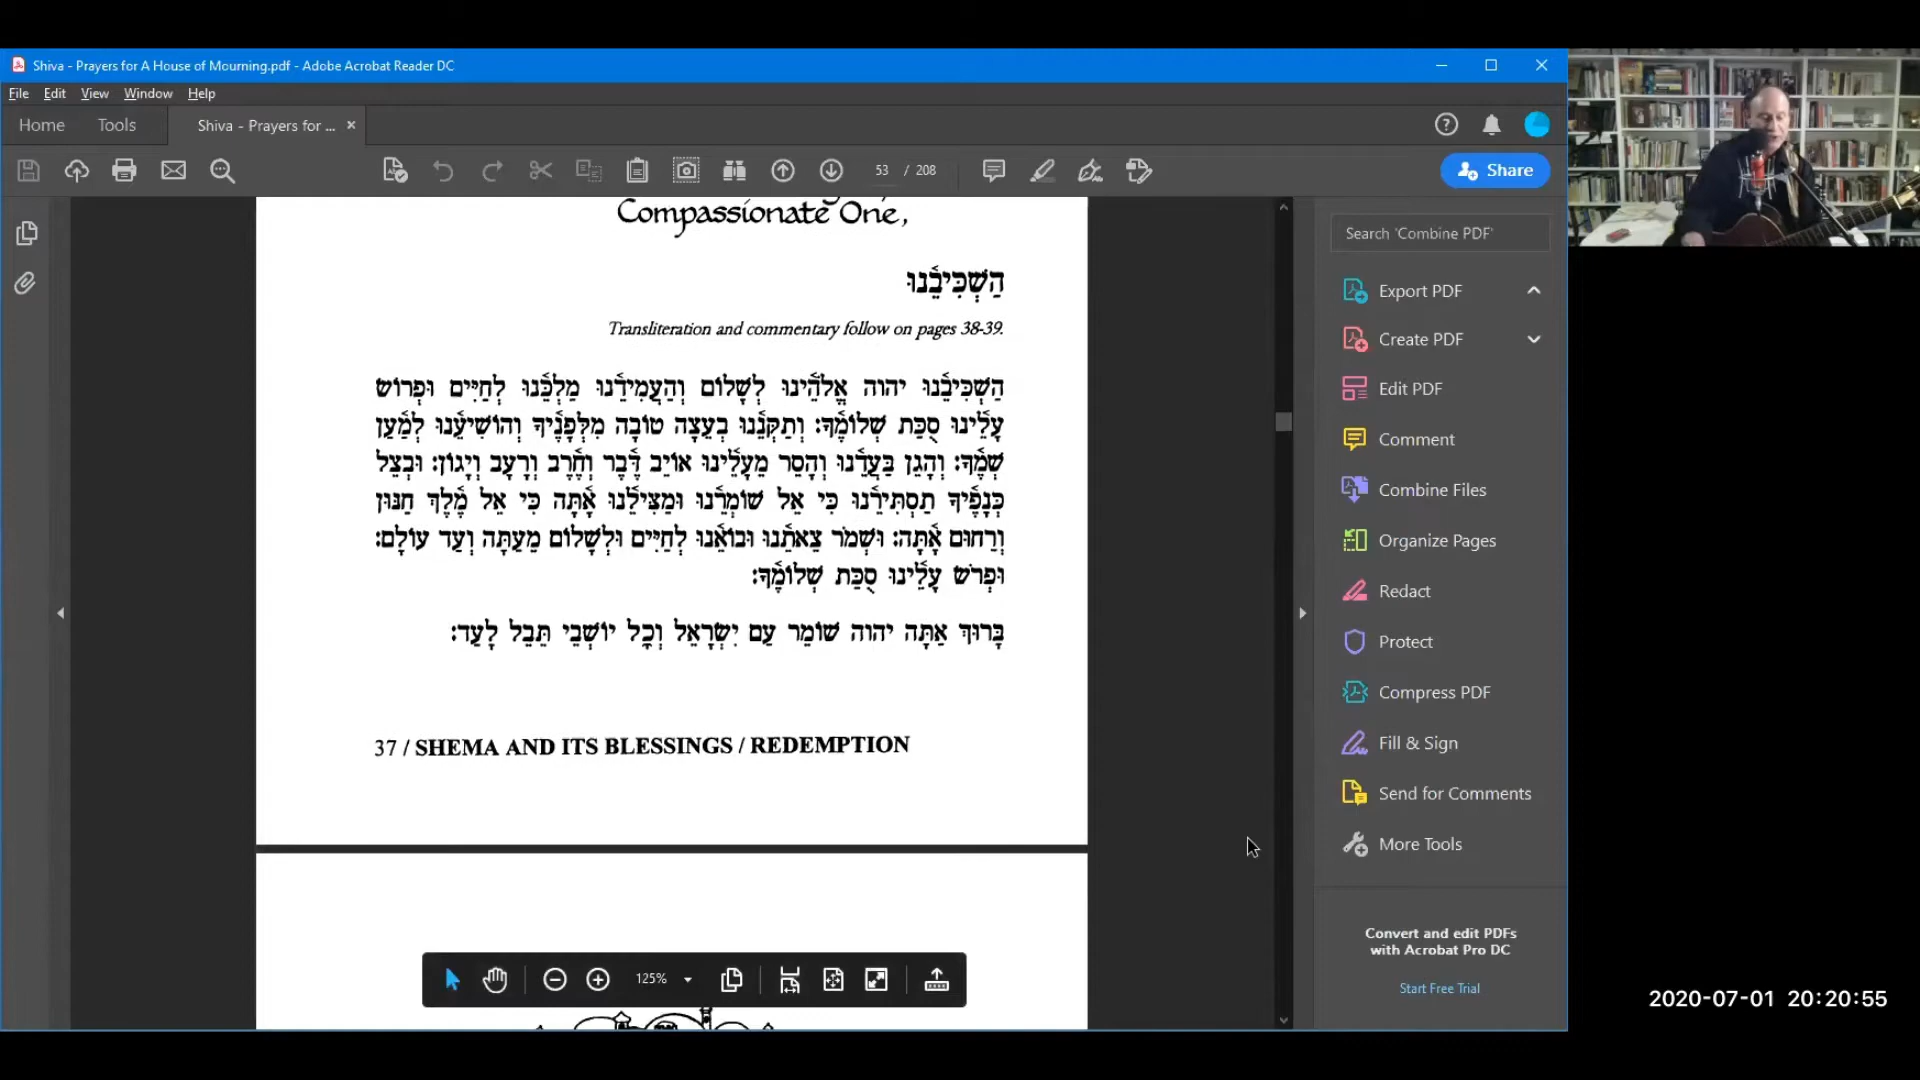 Shiva - Prayers for A House of Mourning.pdf - Adobe Acrobat Reader DC
File Edit View Window Help
Home Tools Shiva - Prayers for ...
53 / 208
Share
Compassionate One,
הַשְׁכִּיבֵֽנוּ
Transliteration and commentary follow on pages 38-39.
הַשְׁכִּיבֵֽנוּ יהוה אֱלֹהֵֽינוּ לְשָׁלוֹם וְהַעֲמִידֵֽנוּ מַלְכֵּֽנוּ לְחַיִּים וּפְרוֹשׂ
עָלֵֽינוּ סֻכַּת שְׁלוֹמֶֽךָ: וְתַקְּנֵֽנוּ בְּעֵצָה טוֹבָה מִלְּפָנֶֽיךָ וְהוֹשִׁיעֵֽנוּ לְמַֽעַן
שְׁמֶֽךָ: וְהָגֵן בַּעֲדֵֽנוּ וְהָסֵר מֵעָלֵֽינוּ אוֹיֵב דֶּֽבֶר וְחֶֽרֶב וְרָעָב וְיָגוֹן: וּבְצֵל
כְּנָפֶֽיךָ תַסְתִּירֵֽנוּ כִּי אֵל שׁוֹמְרֵֽנוּ וּמַצִּילֵֽנוּ אָֽתָּה כִּי אֵל מֶֽלֶךְ חַנּוּן
וְרַחוּם אָֽתָּה: וּשְׁמֹר צֵאתֵֽנוּ וּבוֹאֵֽנוּ לְחַיִּים וּלְשָׁלוֹם מֵעַתָּה וְעַד עוֹלָם:
וּפְרֹשׂ עָלֵֽינוּ סֻכַּת שְׁלוֹמֶֽךָ:
בָּרוּךְ אַתָּה יהוה שׁוֹמֵר עַם יִשְׂרָאֵל וְכָל יוֹשְׁבֵי תֵּבֵל לָעַד:
37 / SHEMA AND ITS BLESSINGS / REDEMPTION
125%
Search 'Combine PDF'
Export PDF
Create PDF
Edit PDF
Comment
Combine Files
Organize Pages
Redact
Protect
Compress PDF
Fill & Sign
Send for Comments
More Tools
Convert and edit PDFs
with Acrobat Pro DC
Start Free Trial
2020-07-01 20:20:55